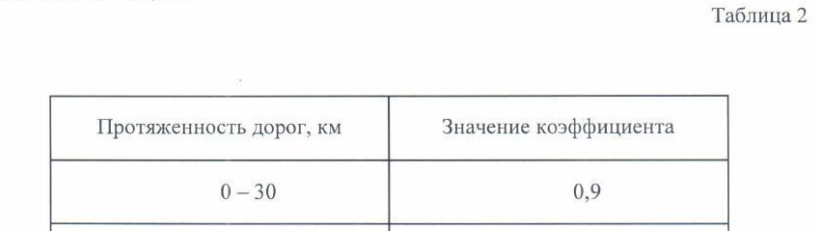 Таблица 2
Протяженность дорог, км Значение коэффициента
0 – 30 0,9